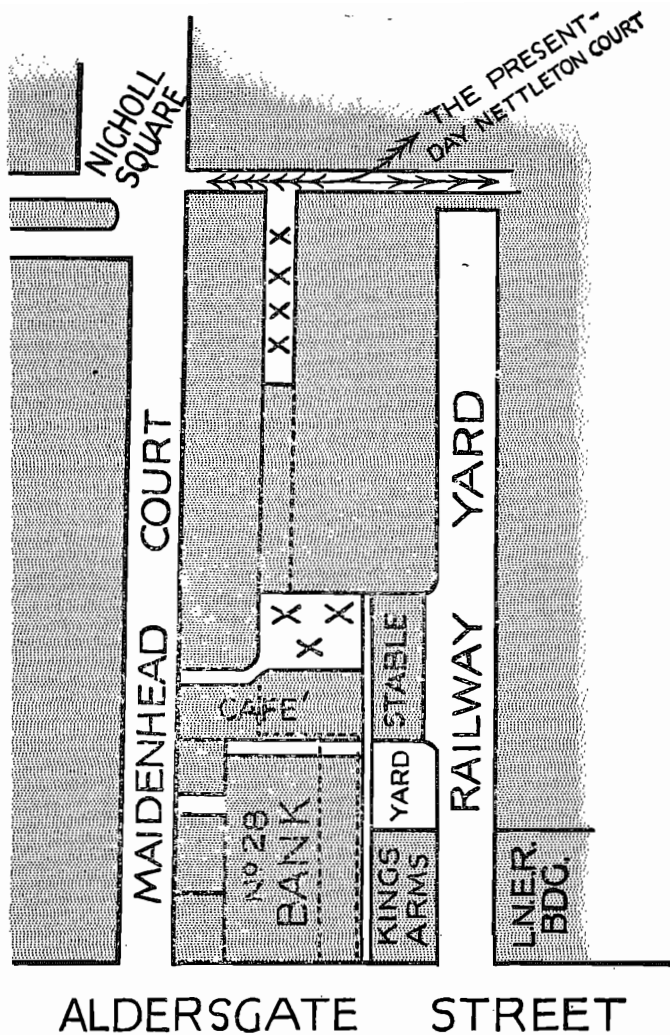 THE PRESENT-
DAY NETTLETON COURT
NICHOLL
SQUARE
X
X
X
X
MAIDENHEAD COURT
RAILWAY YARD
X X
X
STABLE
CAFE'
YARD
Nº 28
BANK
KINGS
ARMS
L.N.E.R.
BDG.
ALDERSGATE STREET